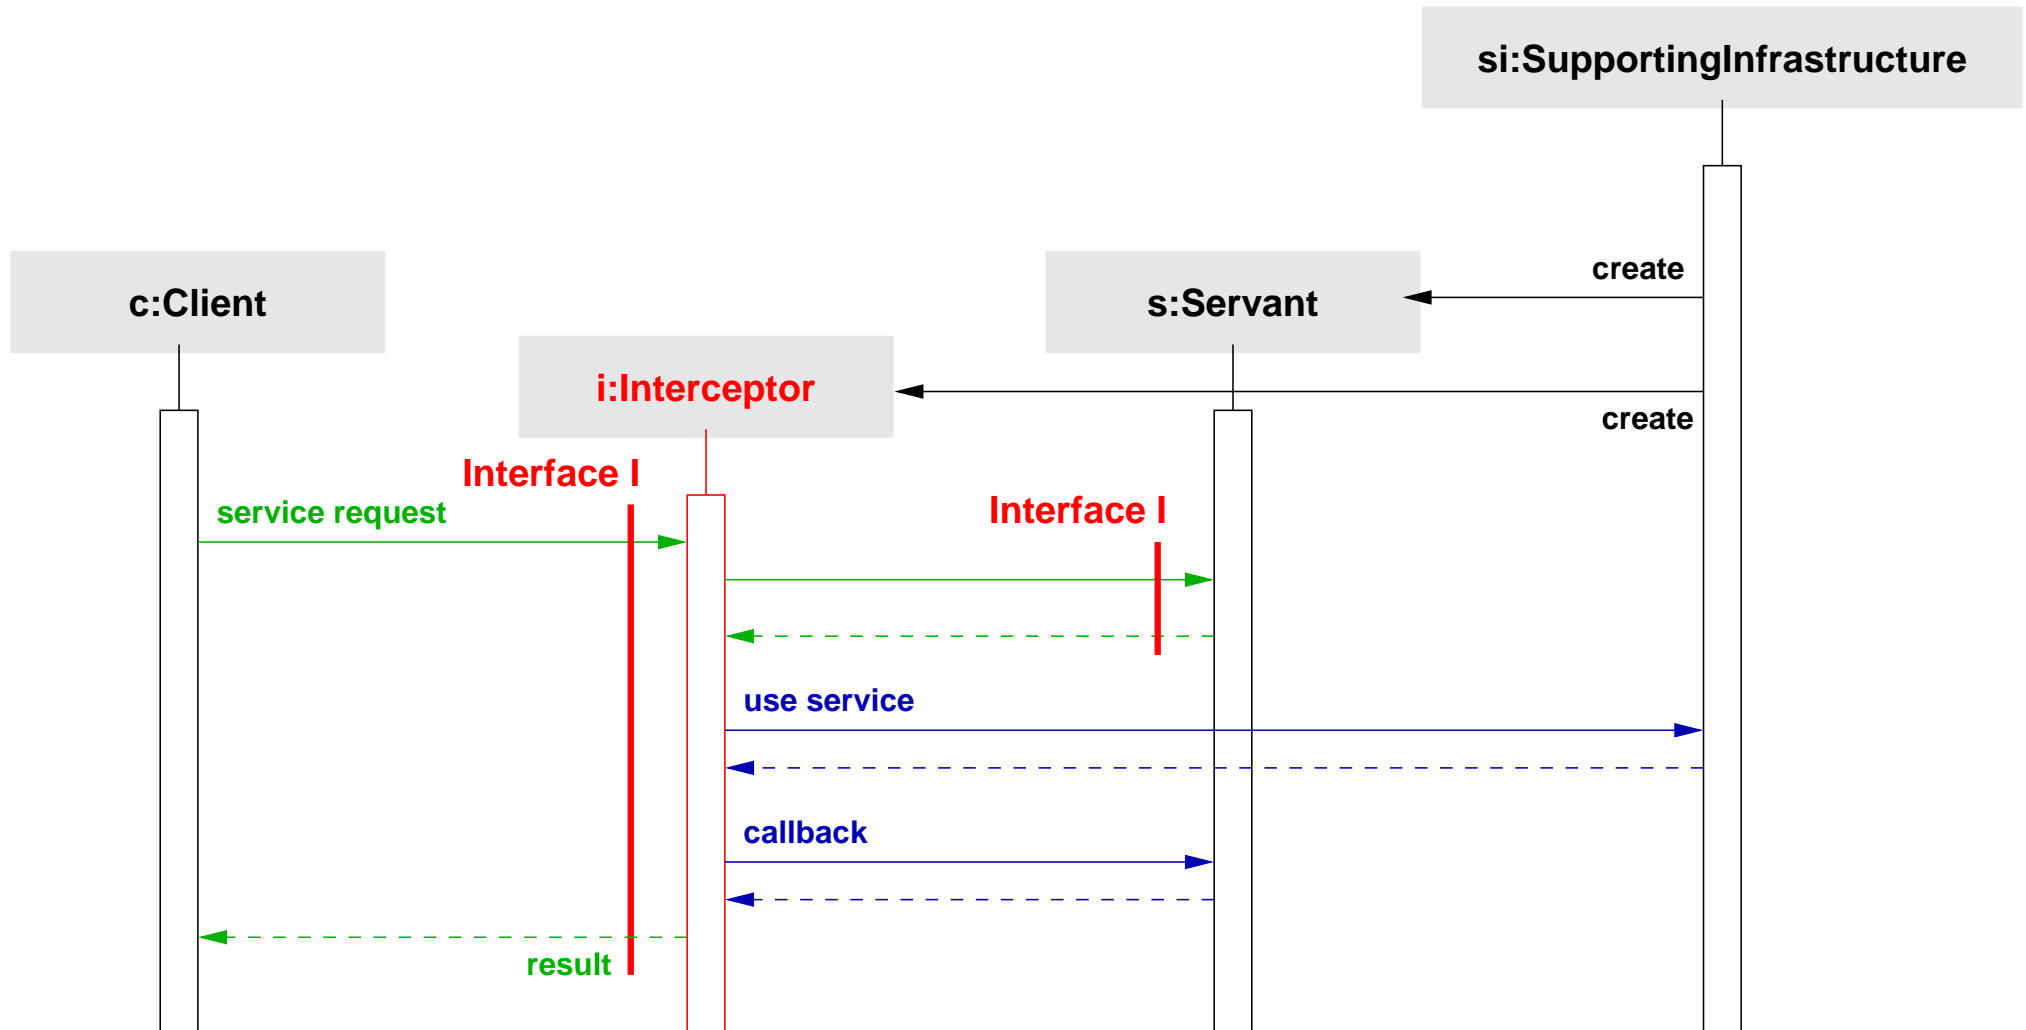 si:SupportingInfrastructure
create
c:Client
s:Servant
i:Interceptor
create
Interface I
service request
Interface I
use service
callback
result